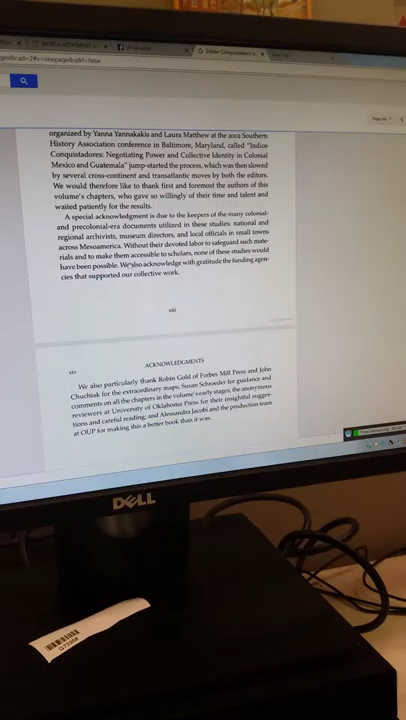 Indian Conquistadors
organized by Yanna Yannakakis and Laura Matthew at the 2002 Southern
History Association conference in Baltimore, Maryland, called "Indios
Conquistadores: Negotiating Power and Collective Identity in Colonial
Mexico and Guatemala" jump-started the process, which was then slowed
by several cross-continent and transatlantic moves by both the editors.
We would therefore like to thank first and foremost the authors of this
volume's chapters, who gave so willingly of their time and talent and
waited patiently for the results.
A special acknowledgment is due to the keepers of the many colonial-
and precolonial-era documents utilized in these studies: national and
regional archivists, museum directors, and local officials in small towns
across Mesoamerica. Without their devoted labor to safeguard such mate-
rials and to make them accessible to scholars, none of these studies would
have been possible. We also acknowledge with gratitude the funding agen-
cies that supported our collective work.
xiii
xiv
ACKNOWLEDGMENTS
We also particularly thank Robin Gold of Forbes Mill Press and John
Chuchiak for the extraordinary maps; Susan Schroeder for guidance and
comments on all the chapters in the volume's early stages; the anonymous
reviewers at University of Oklahoma Press for their insightful sugges-
tions and careful reading; and Alessandra Jacobi and the production team
at OUP for making this a better book than it was.
DELL